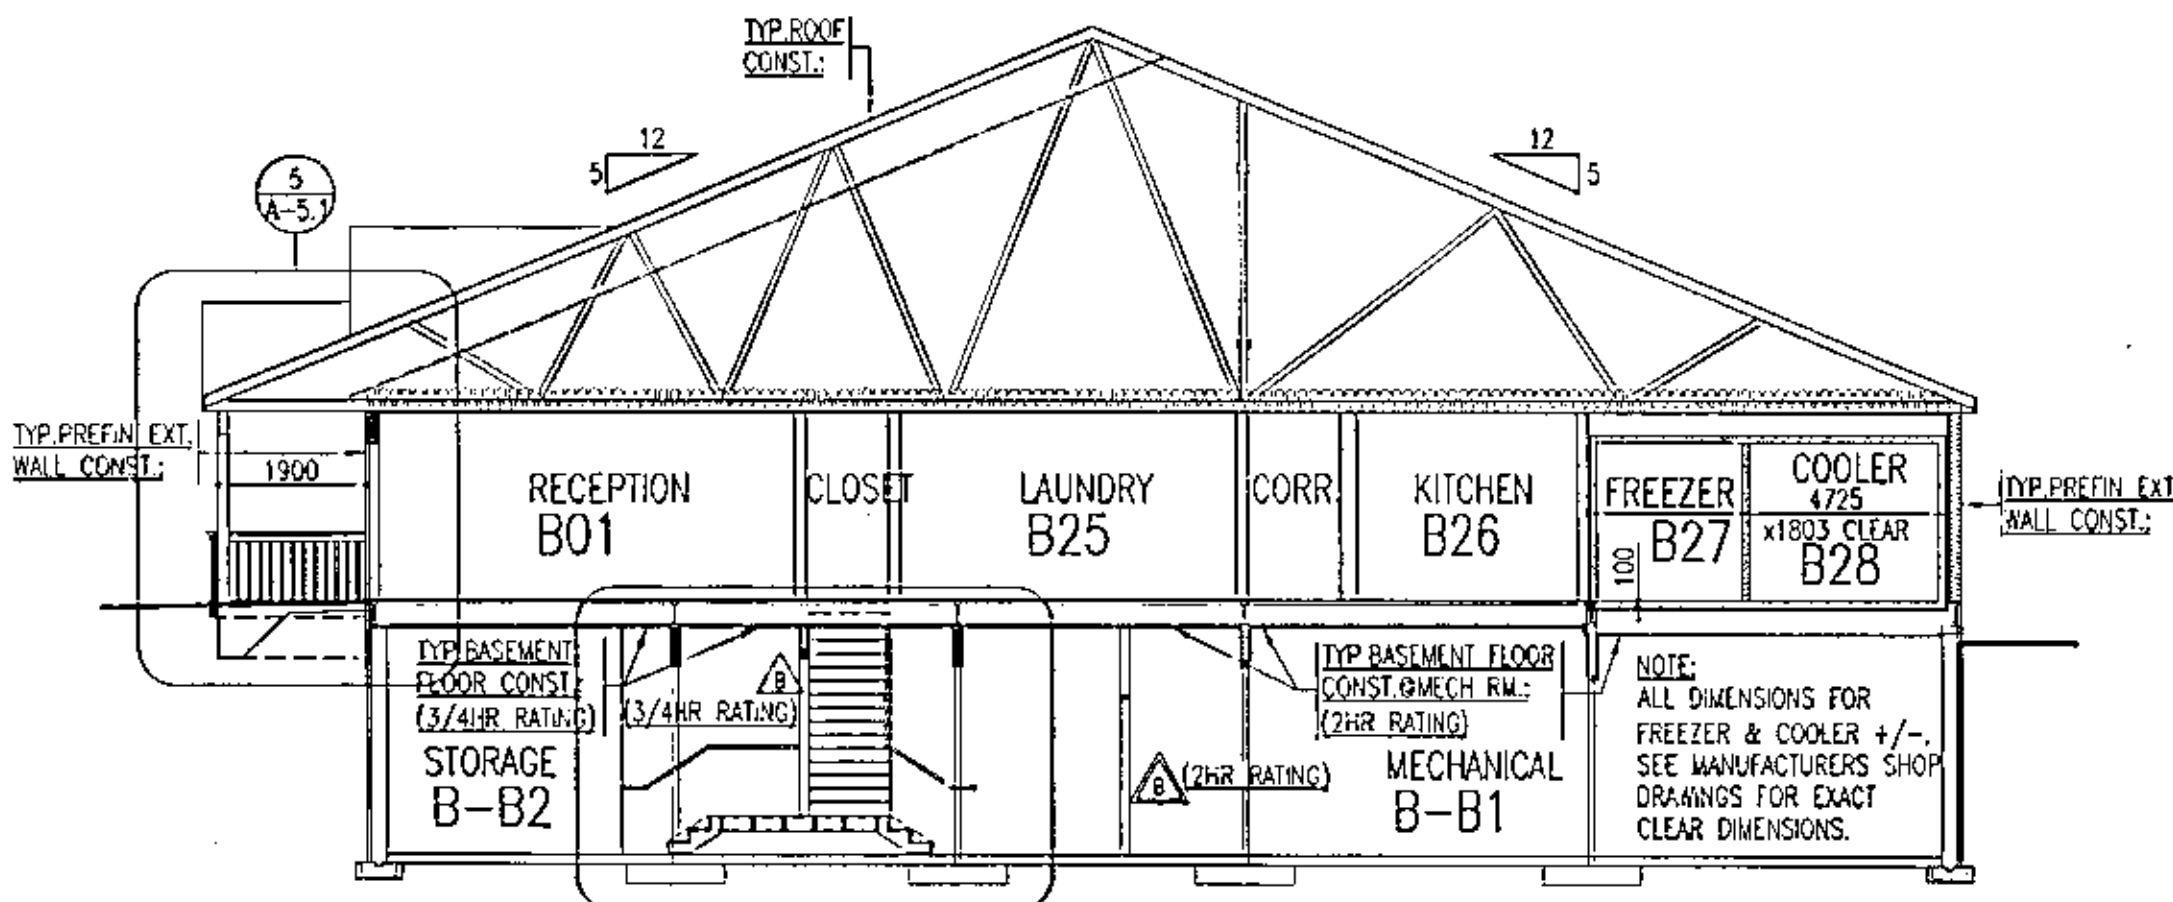 TYP.ROOF
CONST.:
12
5
12
5
5
A-5.1
TYP.PREFIN EXT.
WALL CONST.:
1900
RECEPTION
B01
CLOSET
LAUNDRY
B25
CORR.
KITCHEN
B26
FREEZER
B27
COOLER
4725
x1803 CLEAR
B28
100
TYP.PREFIN EXT
WALL CONST.:
TYP.BASEMENT
FLOOR CONST.:
(3/4HR RATING)
B
(3/4HR RATING)
STORAGE
B-B2
TYP.BASEMENT FLOOR
CONST.@MECH RM.:
(2HR RATING)
B
(2HR RATING)
MECHANICAL
B-B1
NOTE:
ALL DIMENSIONS FOR
FREEZER & COOLER +/-.
SEE MANUFACTURERS SHOP
DRAWINGS FOR EXACT
CLEAR DIMENSIONS.